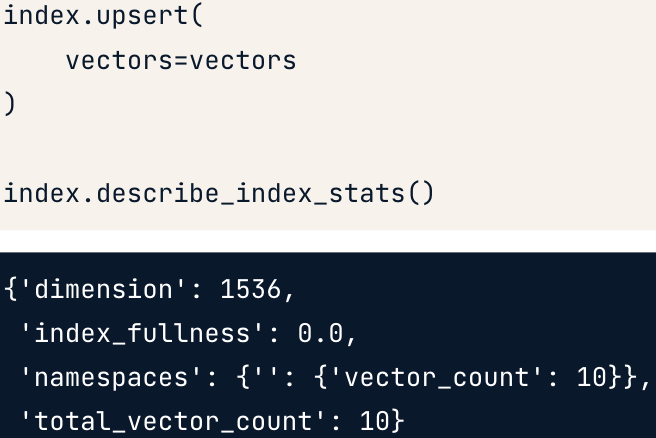 index.upsert(
    vectors=vectors
)
index.describe_index_stats()
{'dimension': 1536,
 'index_fullness': 0.0,
 'namespaces': {'': {'vector_count': 10}},
 'total_vector_count': 10}